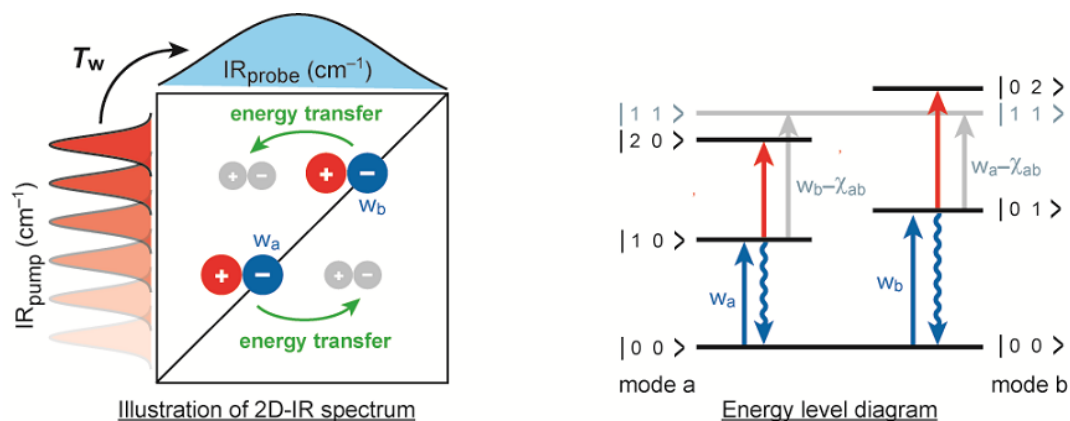 Tw
IRprobe (cm⁻¹)
energy transfer
+ − + −
wb
IRpump (cm⁻¹)
wa
+ − + −
energy transfer
Illustration of 2D-IR spectrum
|0 2 >
|1 1 > |1 1 >
|2 0 >
wb–χab wa–χab
|1 0 > |0 1 >
wa wb
|0 0 > |0 0 >
mode a mode b
Energy level diagram